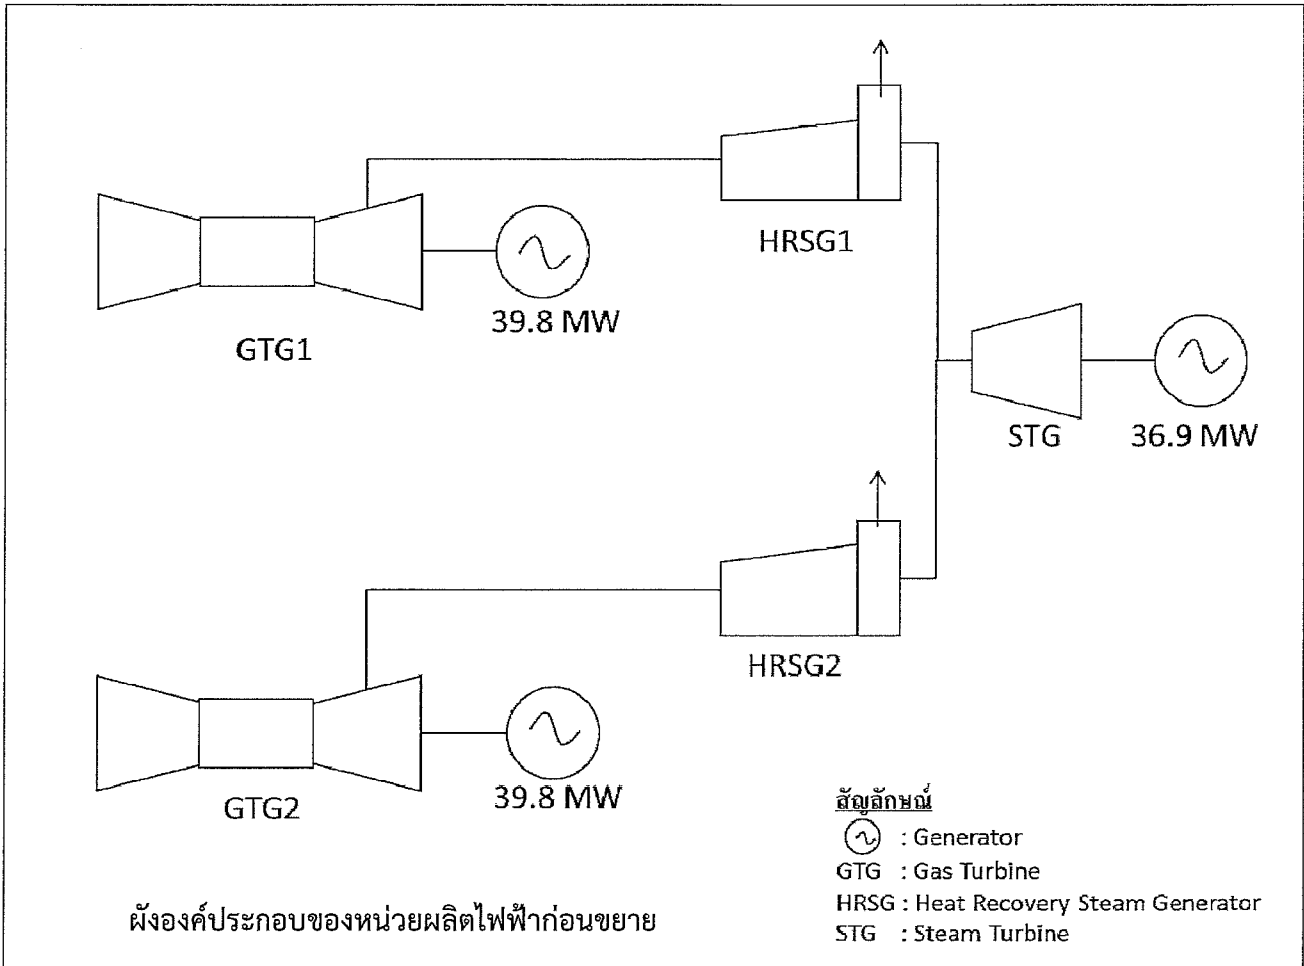 HRSG1
39.8 MW
GTG1
STG
36.9 MW
HRSG2
39.8 MW
GTG2
สัญลักษณ์
: Generator
GTG : Gas Turbine
HRSG : Heat Recovery Steam Generator
STG : Steam Turbine
ผังองค์ประกอบของหน่วยผลิตไฟฟ้าก่อนขยาย